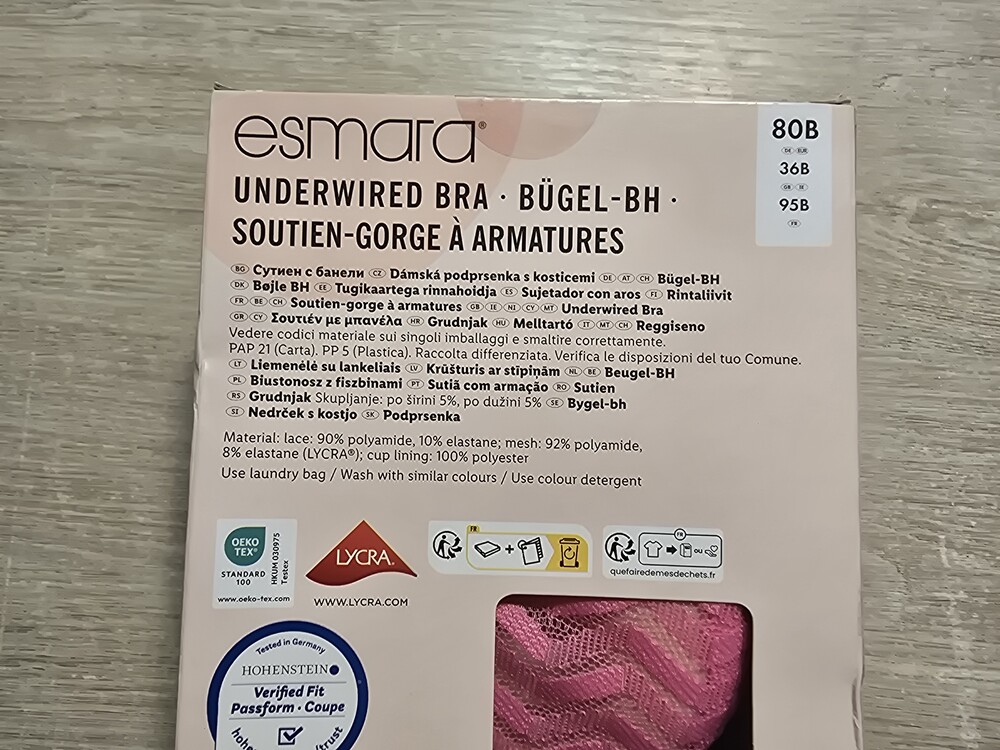 esmara®
UNDERWIRED BRA · BÜGEL-BH ·
SOUTIEN-GORGE À ARMATURES
80B
DE EUR
36B
GB IE
95B
FR
BG Сутиен с банели CZ Dámská podprsenka s kosticemi DE AT CH Bügel-BH
DK Bøjle BH EE Tugikaartega rinnahoidja ES Sujetador con aros FI Rintaliivit
FR BE CH Soutien-gorge à armatures GB IE NI CY MT Underwired Bra
GR CY Σουτιέν με μπανέλα HR Grudnjak HU Melltartó IT MT CH Reggiseno
Vedere codici materiale sui singoli imballaggi e smaltire correttamente.
PAP 21 (Carta). PP 5 (Plastica). Raccolta differenziata. Verifica le disposizioni del tuo Comune.
LT Liemenėlė su lankeliais LV Krūšturis ar stīpiņām NL BE Beugel-BH
PL Biustonosz z fiszbinami PT Sutiã com armação RO Sutien
RS Grudnjak Skupljanje: po širini 5%, po dužini 5% SE Bygel-bh
SI Nedrček s kostjo SK Podprsenka
Material: lace: 90% polyamide, 10% elastane; mesh: 92% polyamide,
8% elastane (LYCRA®); cup lining: 100% polyester
Use laundry bag / Wash with similar colours / Use colour detergent
OEKO
TEX®
STANDARD
100
HKUM 030975
Testex
www.oeko-tex.com
LYCRA.
WWW.LYCRA.COM
FR
+
FR
OU
quefairedemesdechets.fr
Tested in Germany
HOHENSTEIN
Verified Fit
Passform · Coupe